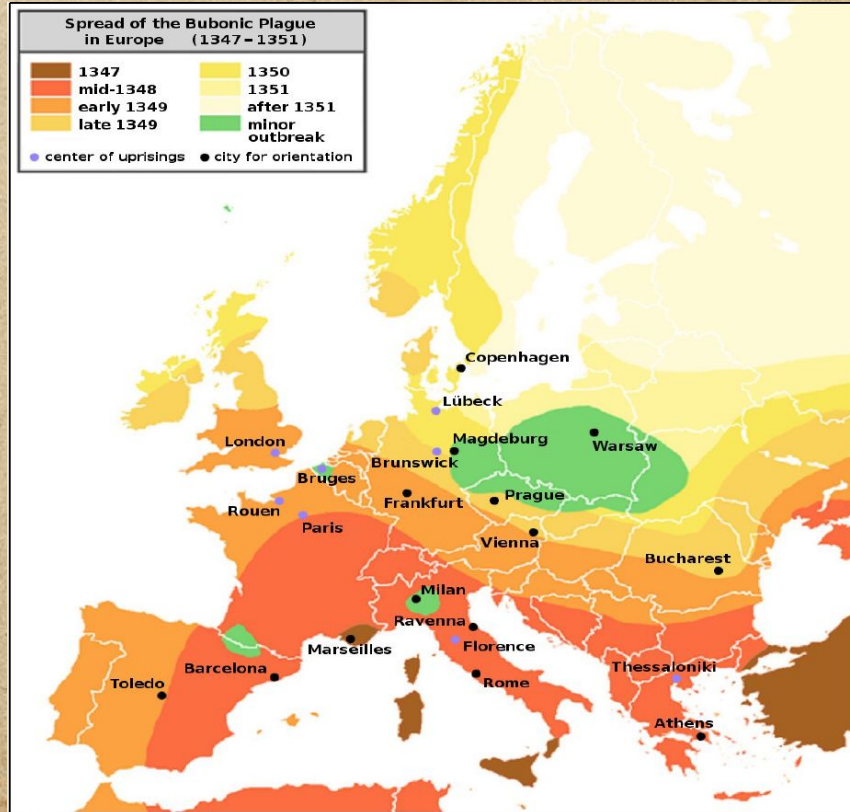 Spread of the Bubonic Plague
in Europe (1347–1351)
1347
mid-1348
early 1349
late 1349
1350
1351
after 1351
minor
outbreak
center of uprisings
city for orientation
Copenhagen
Lübeck
London
Magdeburg
Warsaw
Brunswick
Bruges
Frankfurt
Prague
Rouen
Paris
Vienna
Bucharest
Milan
Ravenna
Marseilles
Florence
Barcelona
Thessaloniki
Toledo
Rome
Athens